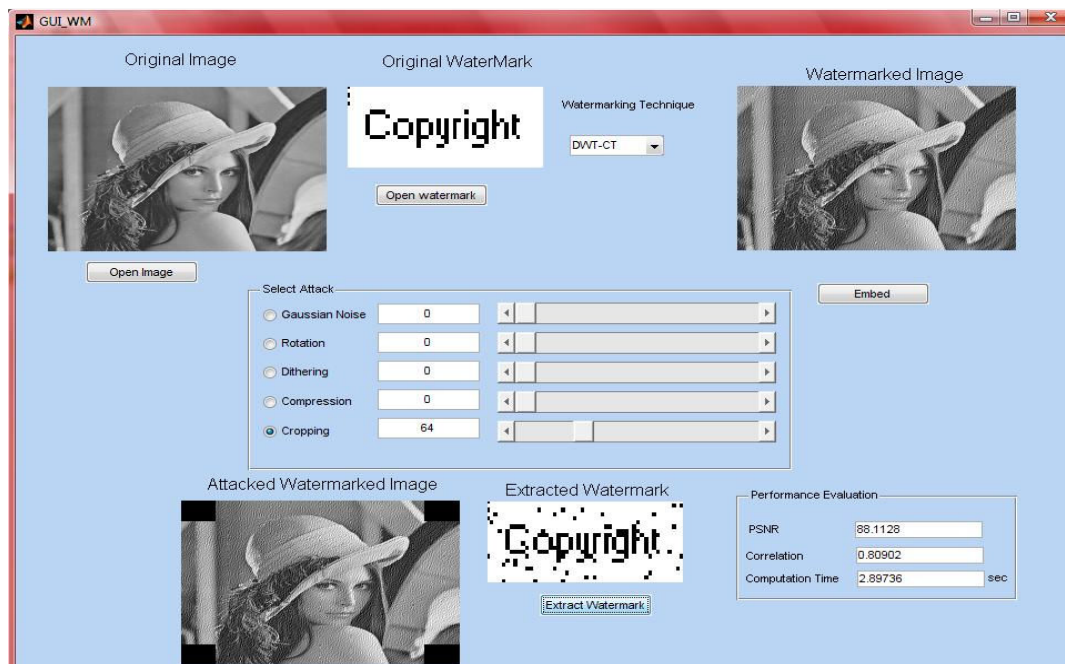 GUI_WM
Original Image
Original WaterMark
Watermarked Image
Copyright
Watermarking Technique
DWT-CT
Open watermark
Open Image
Embed
Select Attack
Gaussian Noise 0
Rotation 0
Dithering 0
Compression 0
Cropping 64
Attacked Watermarked Image
Extracted Watermark
Copyright
Extract Watermark
Performance Evaluation
PSNR 88.1128
Correlation 0.80902
Computation Time 2.89736 sec